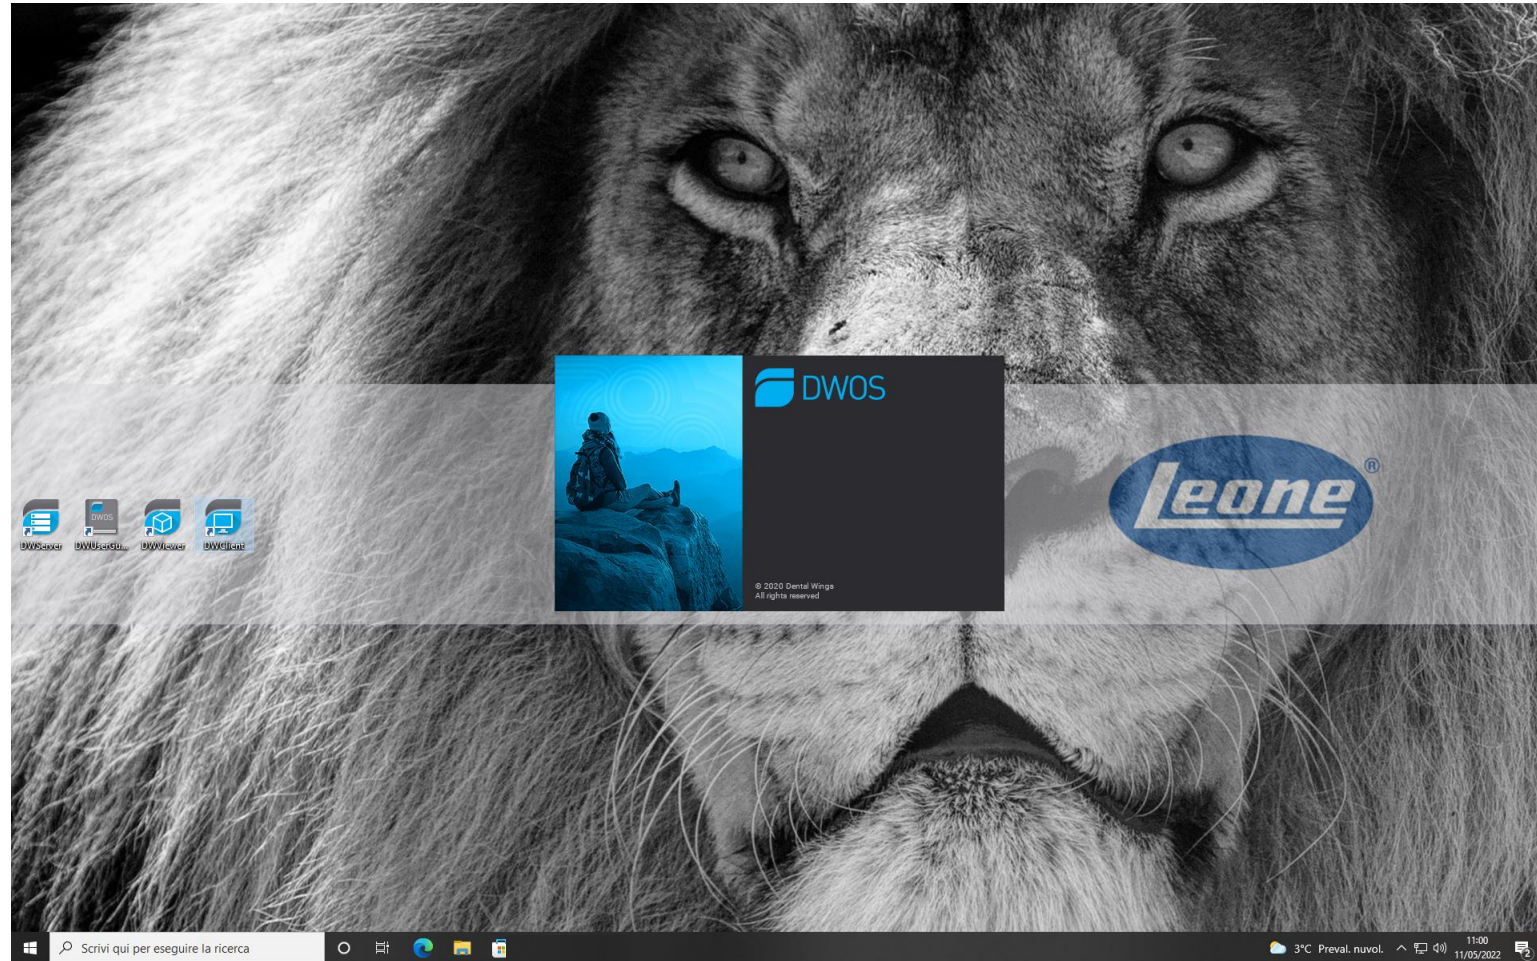 DWOS
© 2020 Dental Wings
All rights reserved
Leone®
DWServer
DWUserGu...
DWViewer
DWClient
DWOS
Scrivi qui per eseguire la ricerca
3°C Preval. nuvol.
11:00
11/05/2022
2